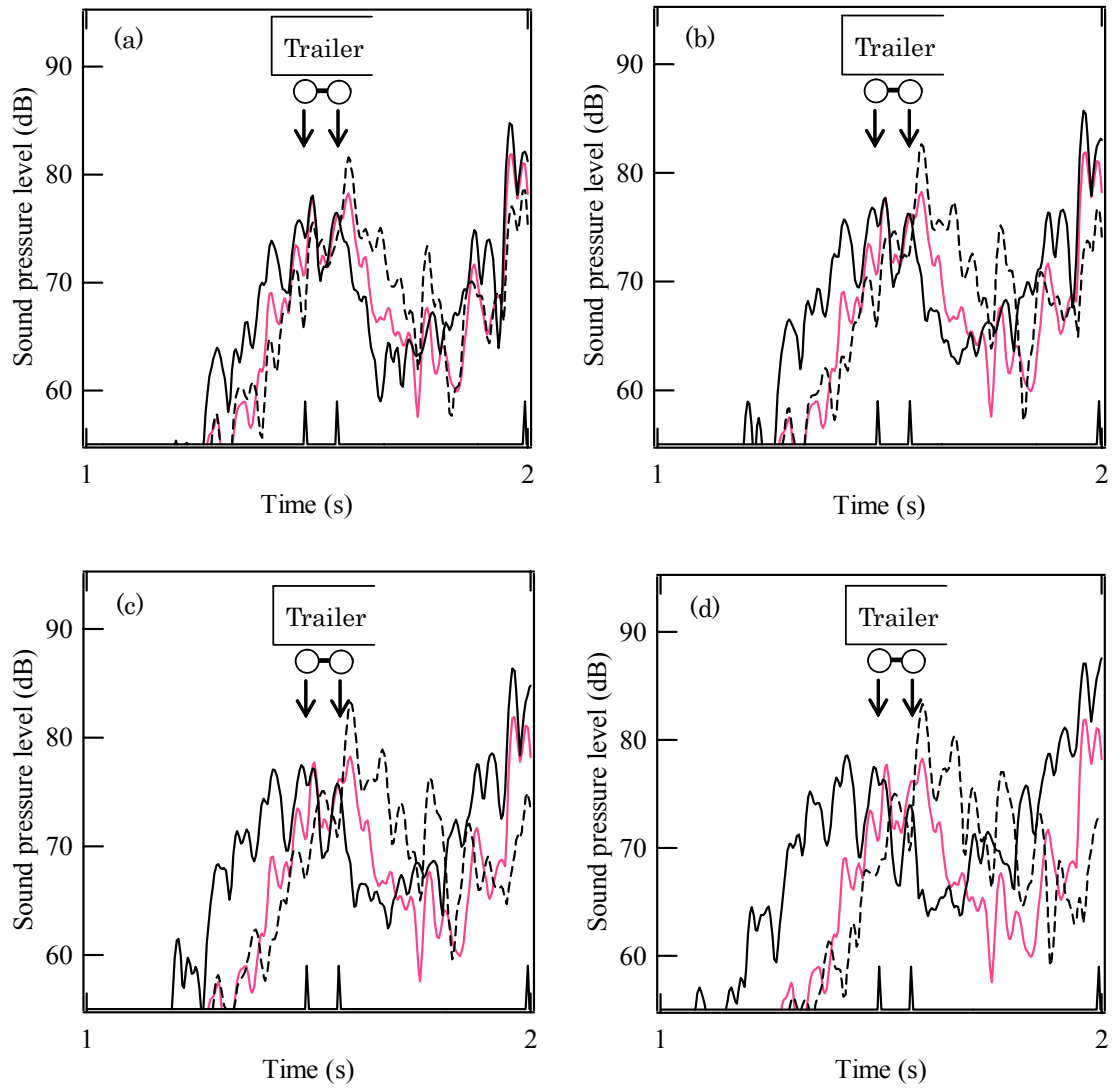 (a)
Trailer
90
80
70
60
Sound pressure level (dB)
1
2
Time (s)
(b)
Trailer
90
80
70
60
Sound pressure level (dB)
1
2
Time (s)
(c)
Trailer
90
80
70
60
Sound pressure level (dB)
1
2
Time (s)
(d)
Trailer
90
80
70
60
Sound pressure level (dB)
1
2
Time (s)